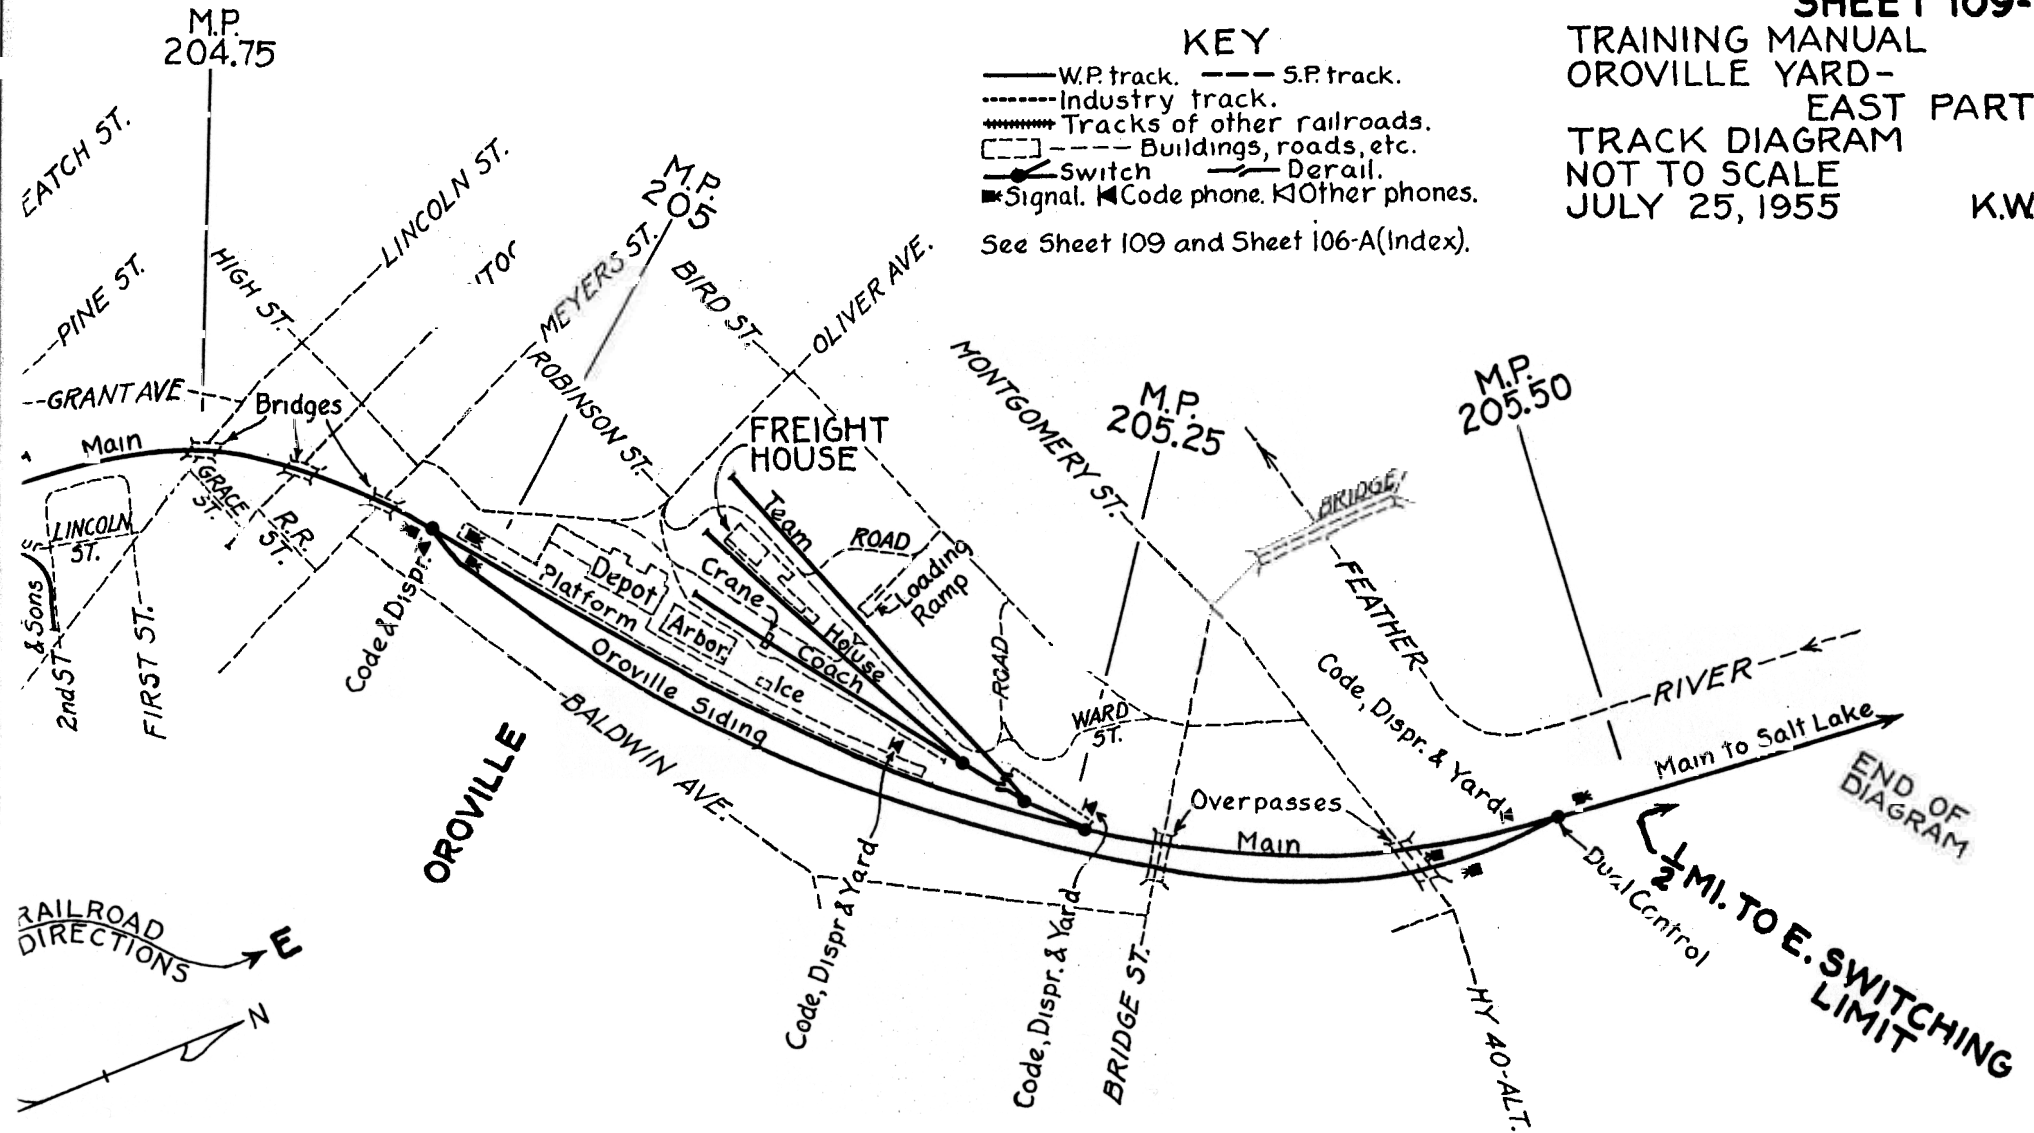 M.P.
204.75
KEY
W.P. track. S.P. track.
Industry track.
Tracks of other railroads.
Buildings, roads, etc.
Switch Derail.
Signal. Code phone. Other phones.
See Sheet 109 and Sheet 106-A (Index).
SHEET 109-
TRAINING MANUAL
OROVILLE YARD-
EAST PART
TRACK DIAGRAM
NOT TO SCALE
JULY 25, 1955 K.W.
EATCH ST.
PINE ST.
HIGH ST.
LINCOLN ST.
M.P.
205
MEYERS ST.
BIRD ST.
OLIVER AVE.
ROBINSON ST.
MONTGOMERY ST.
M.P.
205.25
M.P.
205.50
GRANT AVE
Bridges
Main
GRACE
ST.
R.R.
ST.
LINCOLN
ST.
& Sons
2nd ST
FIRST ST.
Code & Dispr.
FREIGHT
HOUSE
Team
ROAD
Loading
Ramp
Crane
House
Coach
Depot
Platform
Arbor
Ice
Oroville Siding
BALDWIN AVE.
OROVILLE
ROAD
WARD
ST.
BRIDGE
FEATHER
RIVER
Code, Dispr. & Yard
Main to Salt Lake
END OF
DIAGRAM
Overpasses
Main
Dual Control
1/2 MI. TO E. SWITCHING
LIMIT
Code, Dispr & Yard
Code, Dispr. & Yard
BRIDGE ST.
HY 40-ALT.
RAILROAD
DIRECTIONS
E
N